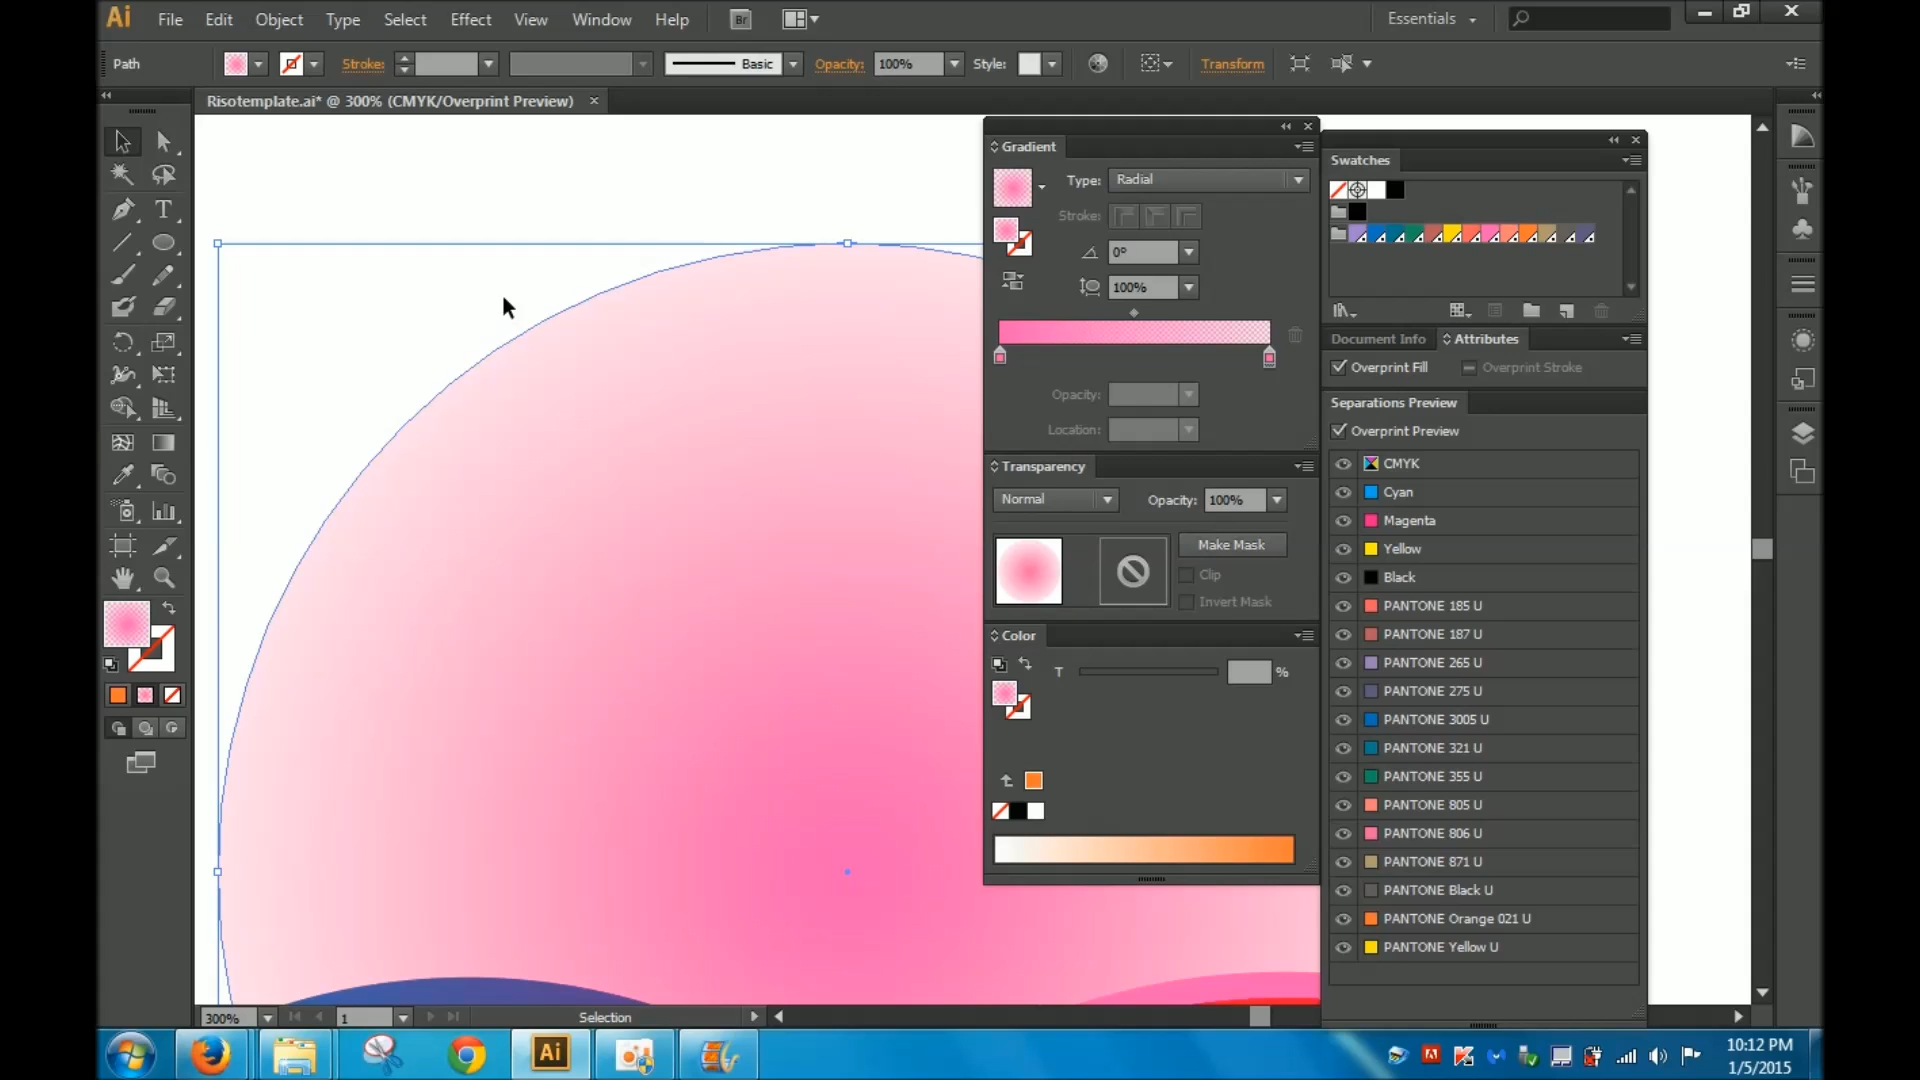 Ai File Edit Object Type Select Effect View Window Help Br Essentials
Path Stroke: Basic Opacity: 100% Style: Transform
Risotemplate.ai* @ 300% (CMYK/Overprint Preview)
Gradient
Type: Radial
Stroke:
0°
100%
Opacity:
Location:
Transparency
Normal Opacity: 100%
Make Mask
Clip
Invert Mask
Color
T %
Swatches
Document Info Attributes
Overprint Fill Overprint Stroke
Separations Preview
Overprint Preview
CMYK
Cyan
Magenta
Yellow
Black
PANTONE 185 U
PANTONE 187 U
PANTONE 265 U
PANTONE 275 U
PANTONE 3005 U
PANTONE 321 U
PANTONE 355 U
PANTONE 805 U
PANTONE 806 U
PANTONE 871 U
PANTONE Black U
PANTONE Orange 021 U
PANTONE Yellow U
300% 1 Selection
Ai
10:12 PM
1/5/2015